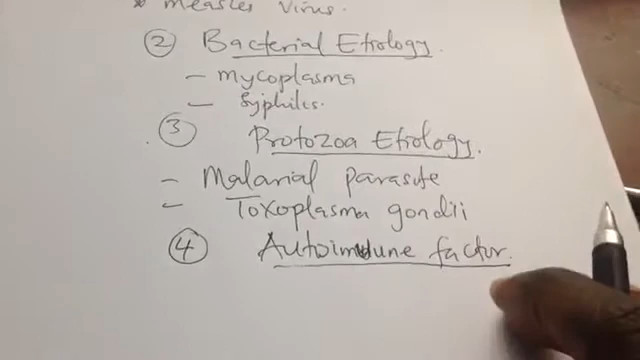 * Measles Virus.
② Bacterial Etiology.
– Mycoplasma
– Syphilis.
③ Protozoa Etiology.
– Malarial parasite
– Toxoplasma gondii
④ Autoimmune factor.